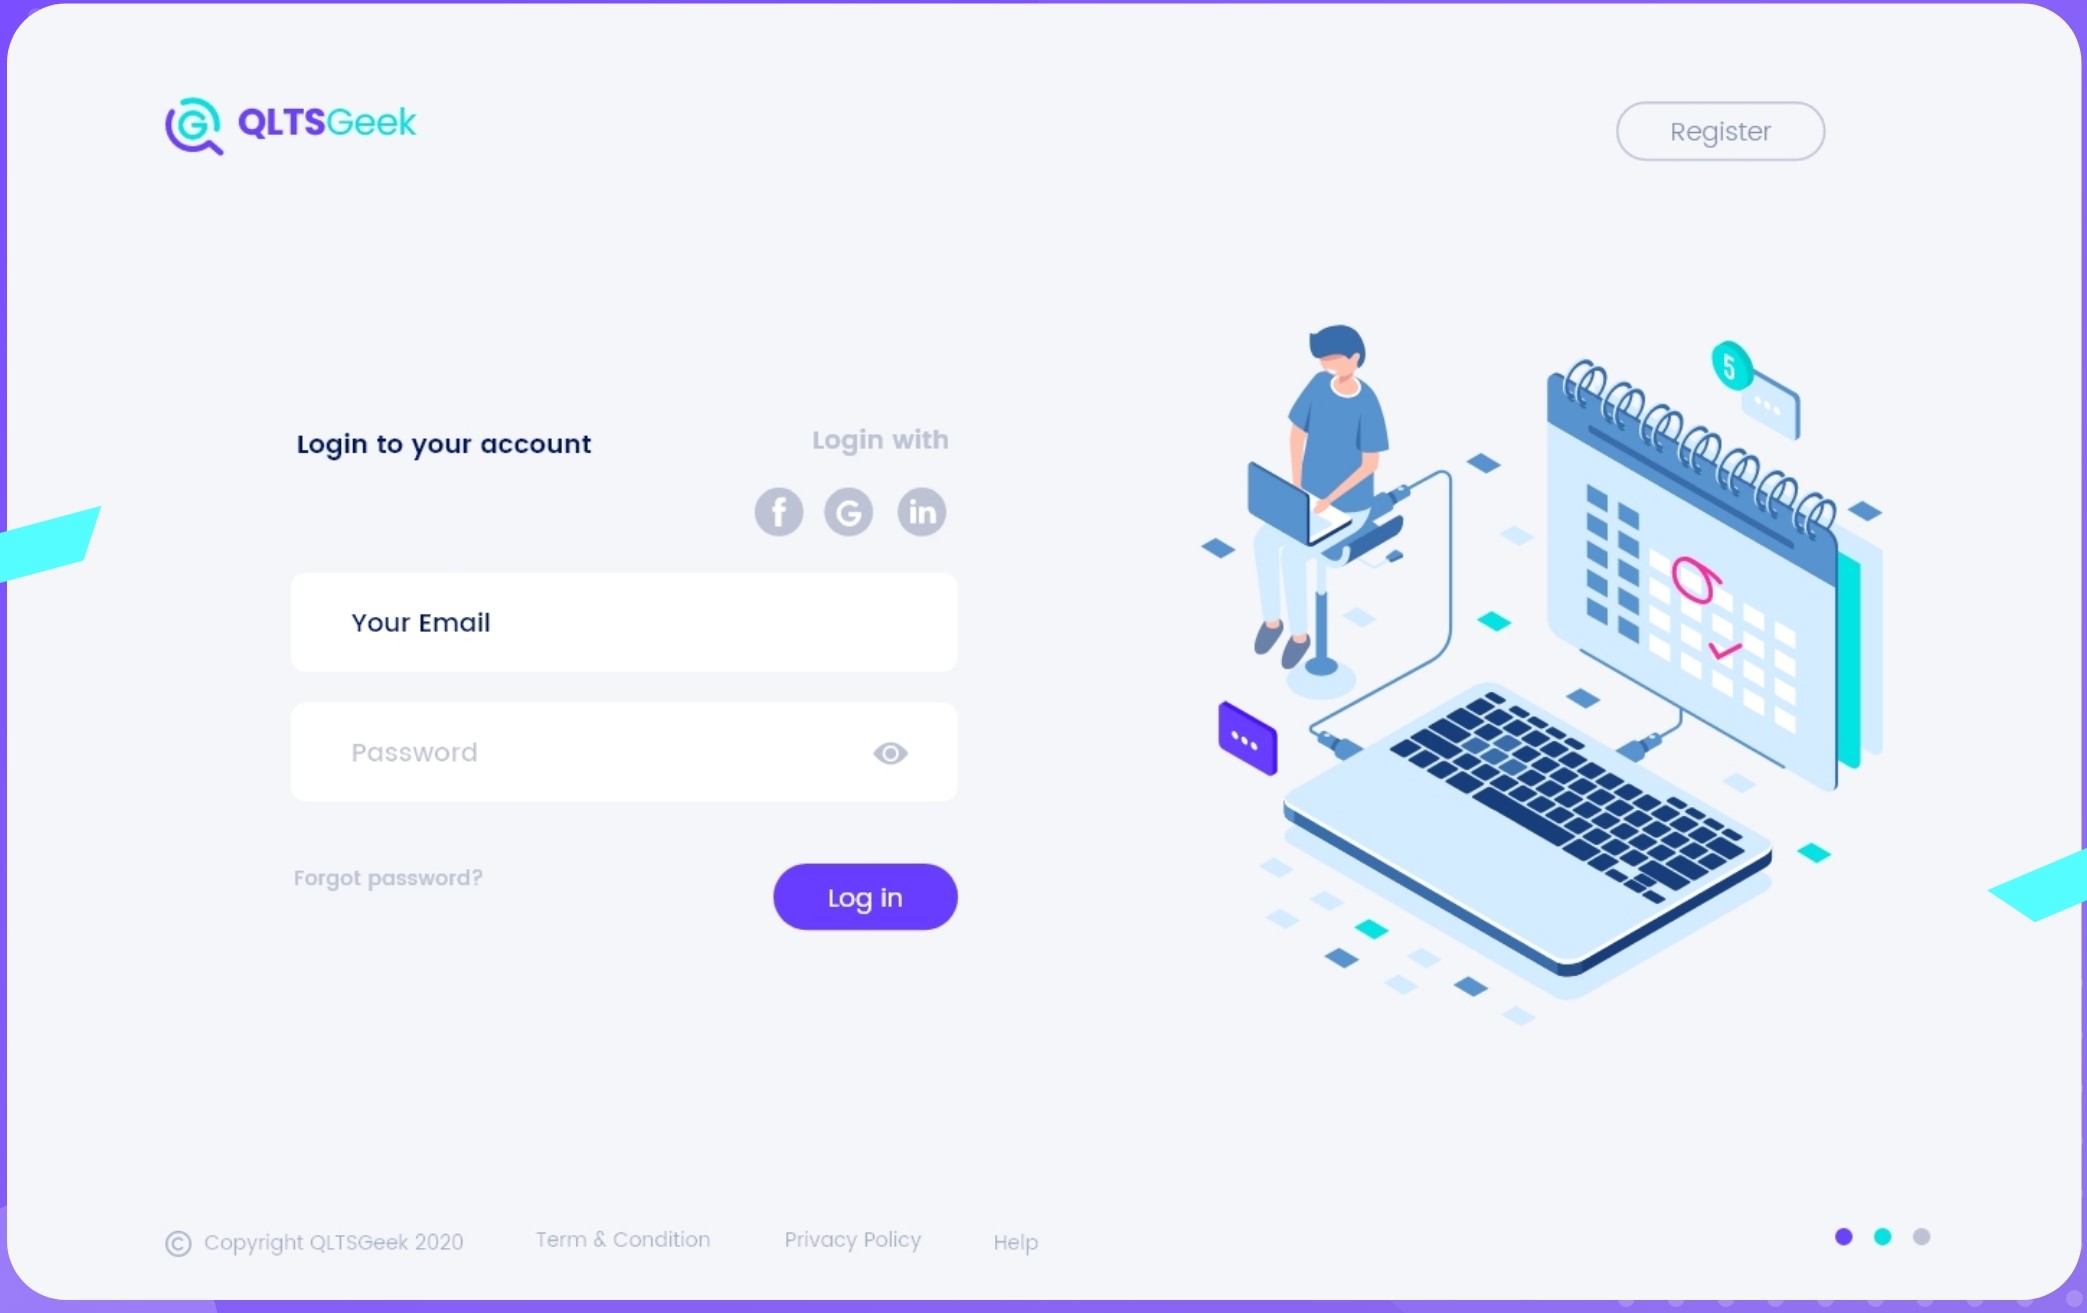 QLTSGeek
Register
5
Login to your account
Login with
f G in
Your Email
Password
Forgot password?
Log in
© Copyright QLTSGeek 2020
Term & Condition
Privacy Policy
Help